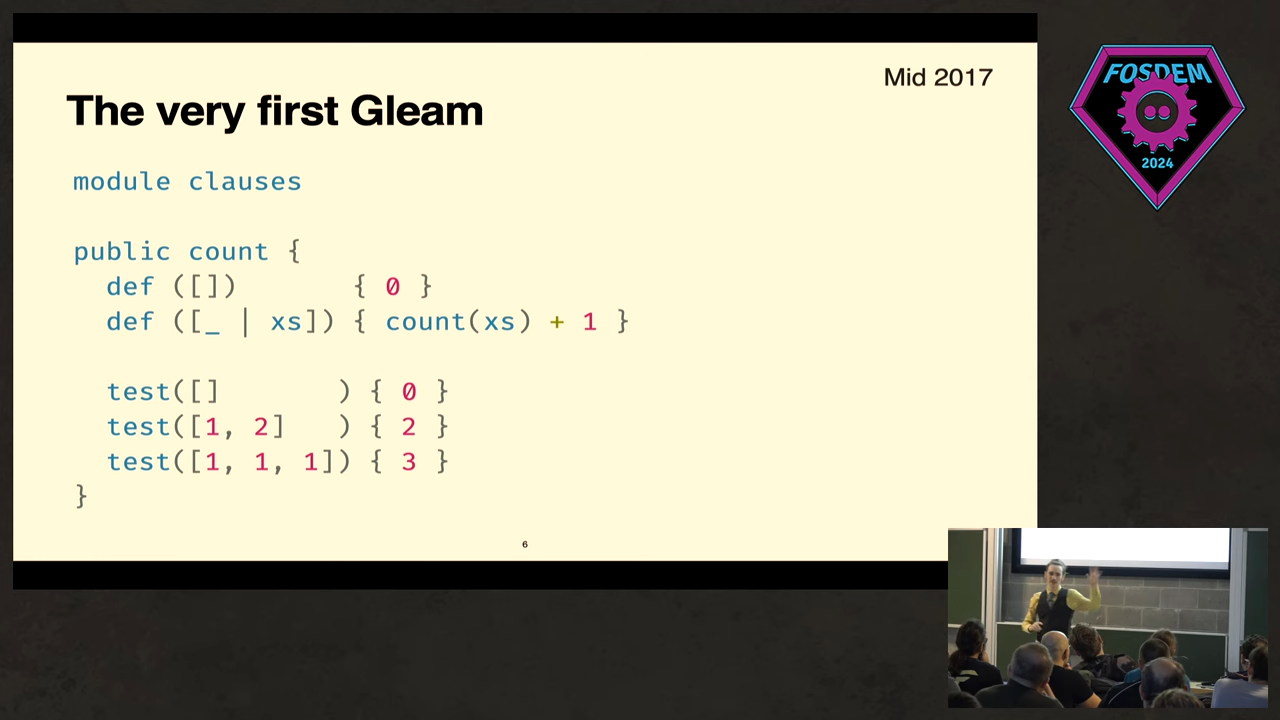 Mid 2017
The very first Gleam
module clauses
public count {
  def ([])       { 0 }
  def ([_ | xs]) { count(xs) + 1 }
  test([]       ) { 0 }
  test([1, 2]   ) { 2 }
  test([1, 1, 1]) { 3 }
}
6
FOSDEM
2024